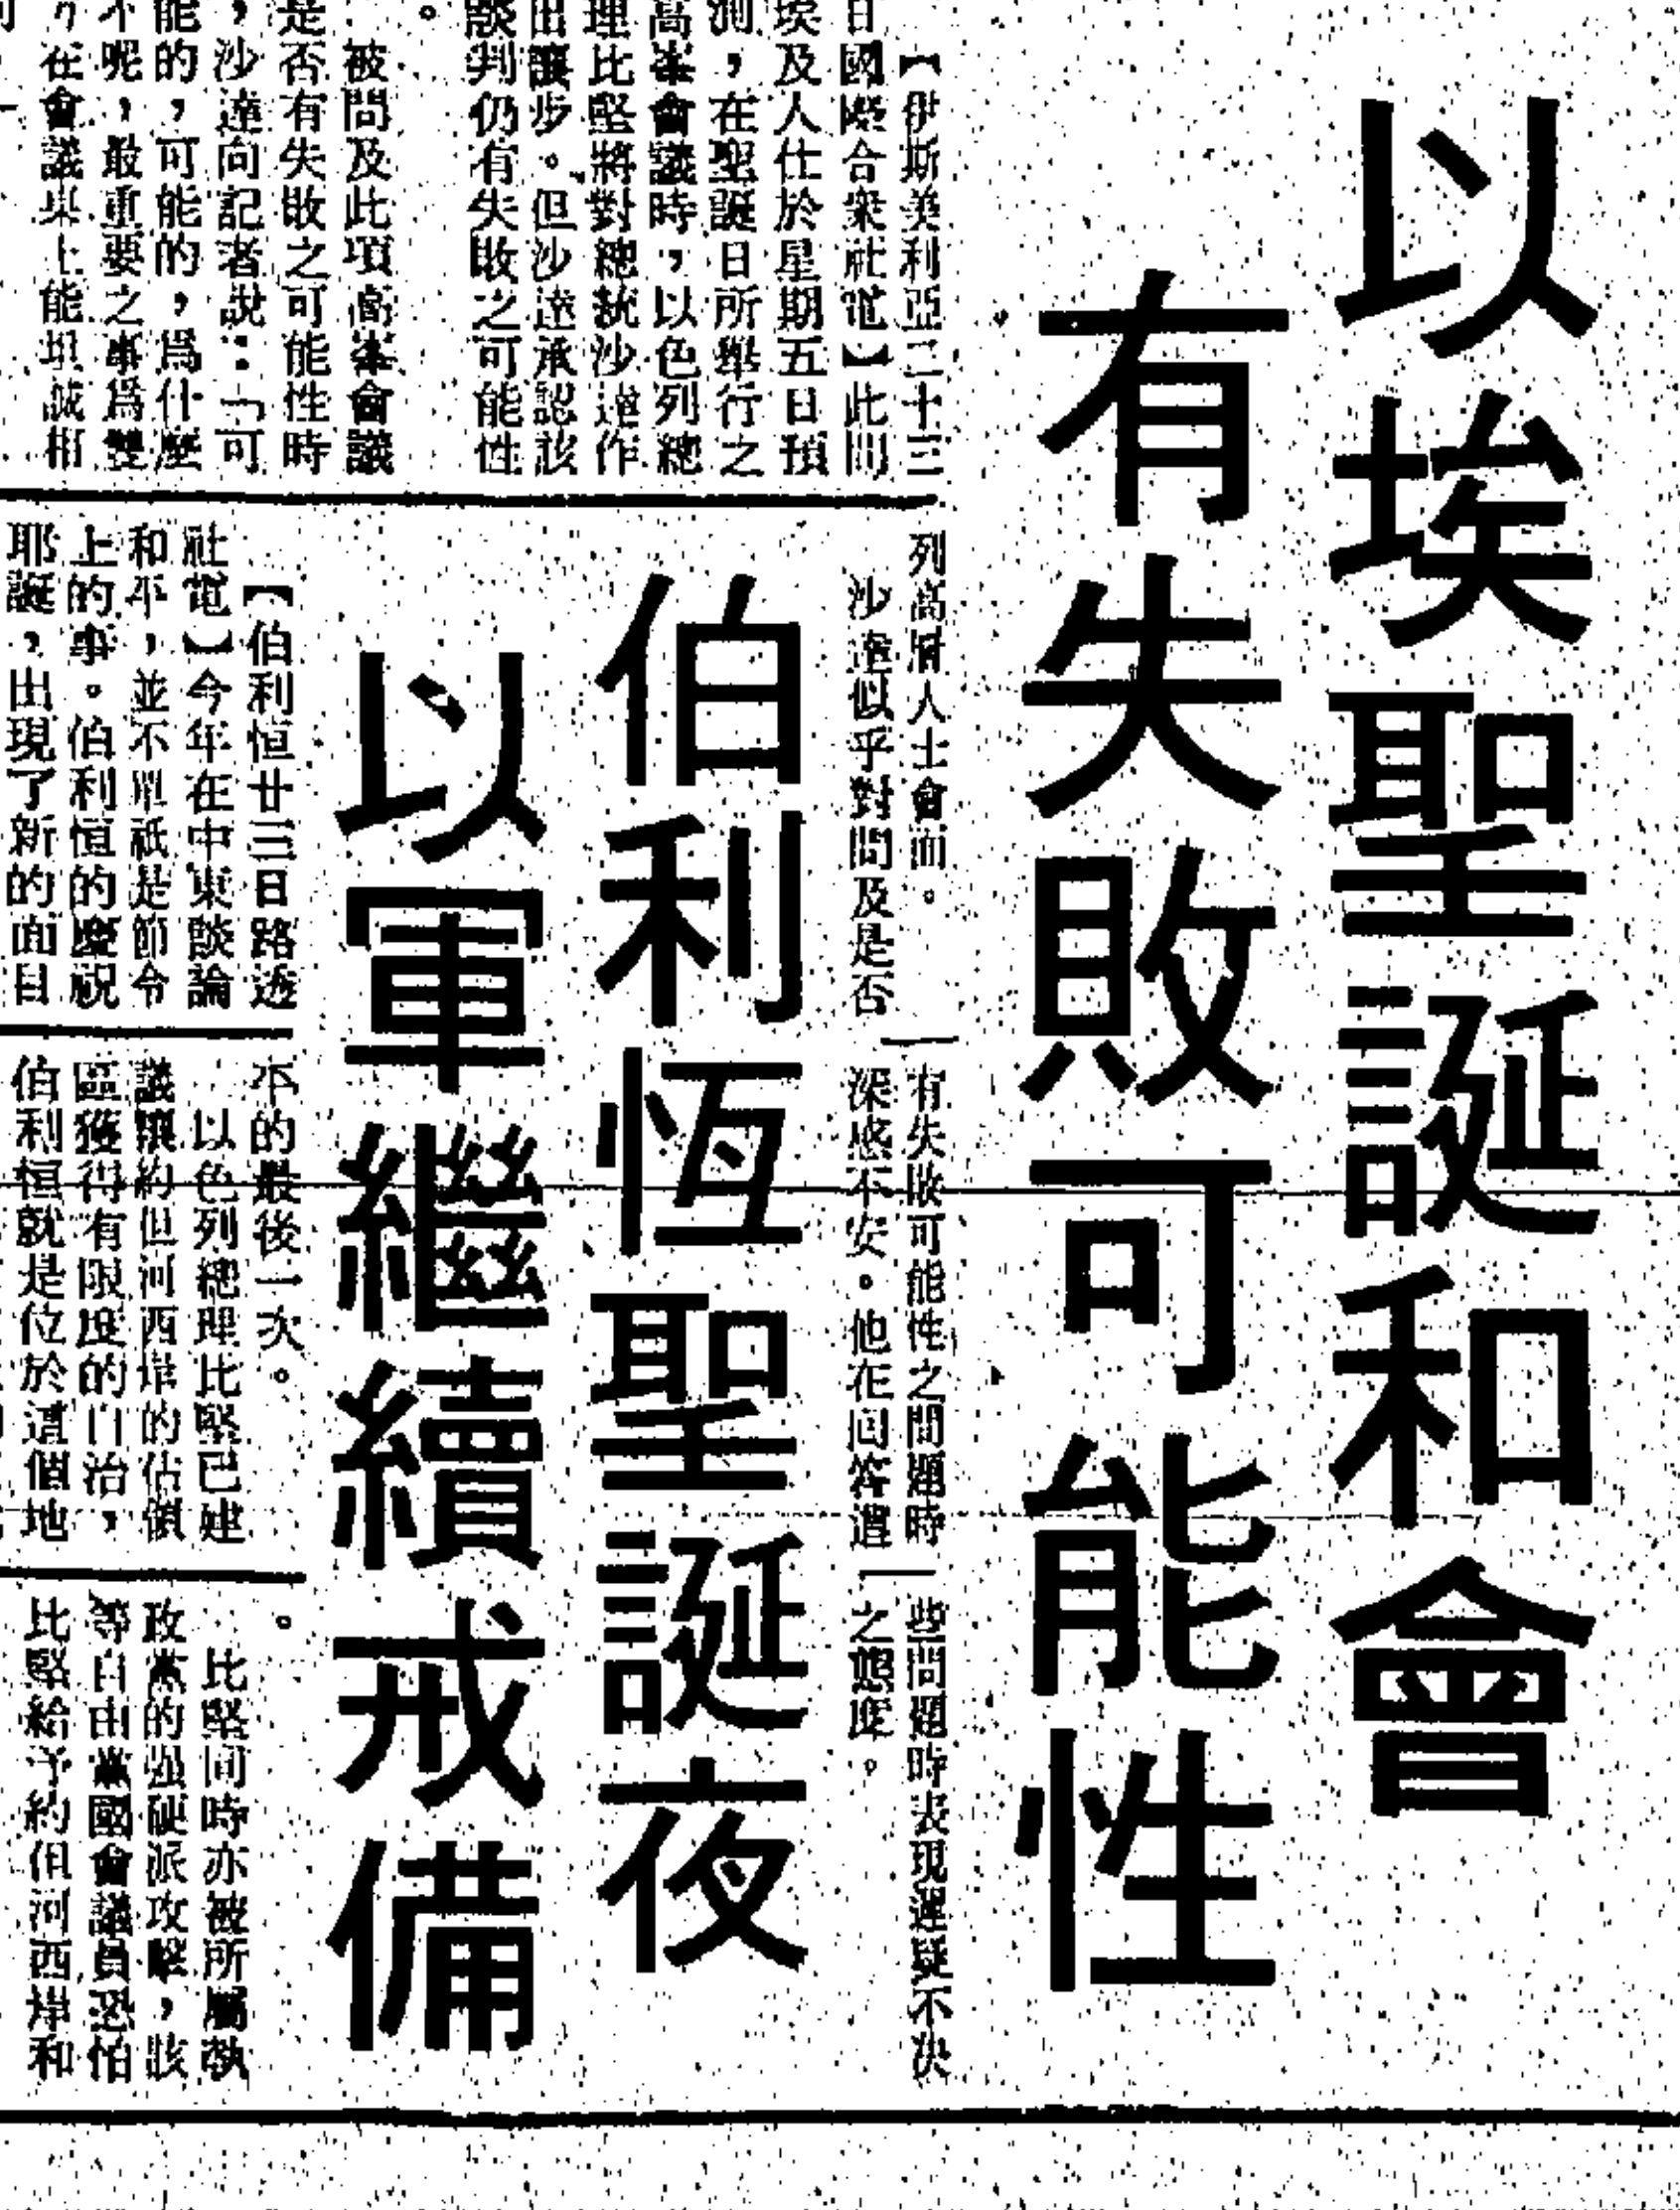 以埃聖誕和會
有失敗可能性
【伊斯美利亞二十三
日國際合衆社電】此間
埃及人仕於星期五日預
測，在聖誕日所舉行之
高峯會議時，以色列總
理比堅將對總統沙達作
出讓步。但沙達承認該
談判仍有失敗之可能性
。
被問及此項高峯會議
是否有失敗之可能性時
，沙達向記者說：「可
能的，可能的，爲什麼
不呢，最重要之事爲雙
方在會議桌上能坦誠相
列高層人士會面。
沙達似乎對問及是否
有失敗可能性之問題時
深感不安。他在回答這
些問題時表現遲疑不決
之態度。
伯利恆聖誕夜
以軍繼續戒備
【伯利恒廿三日路透
社電】今年在中東談論
和平，並不單祇是節令
上的事。伯利恒的慶祝
耶誕，出現了新的面目
不的最後一次。
以色列總理比堅已建
議讓約但河西岸的佔領
區獲得有限度的自治，
伯利恒就是位於這個地
。
比堅同時亦被所屬執
政黨的强硬派攻擊，該
等自由黨國會議員恐怕
比堅給予約但河西岸和